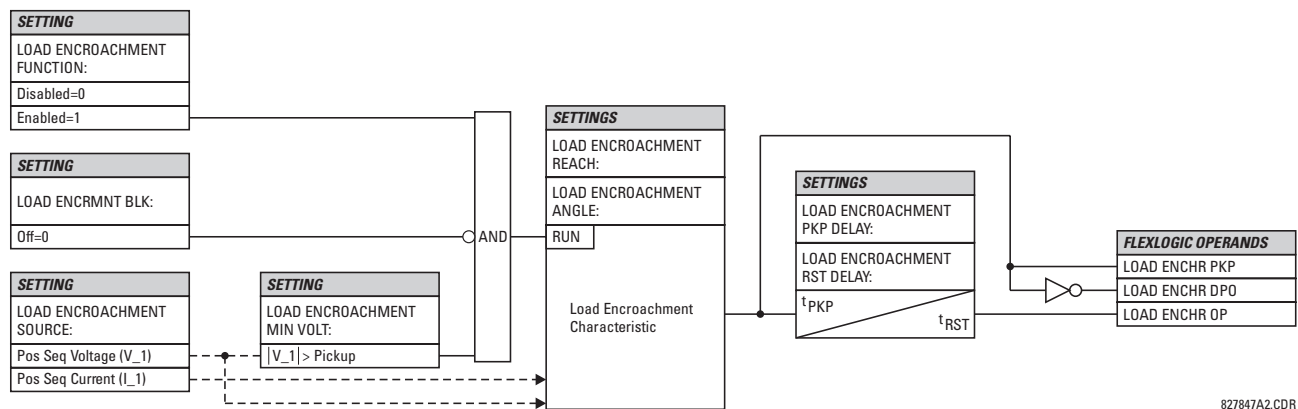 SETTING
LOAD ENCROACHMENT
FUNCTION:
Disabled=0
Enabled=1
SETTING
LOAD ENCRMNT BLK:
Off=0
SETTING
LOAD ENCROACHMENT
SOURCE:
Pos Seq Voltage (V_1)
Pos Seq Current (I_1)
SETTING
LOAD ENCROACHMENT
MIN VOLT:
|V_1| > Pickup
AND
SETTINGS
LOAD ENCROACHMENT
REACH:
LOAD ENCROACHMENT
ANGLE:
RUN
Load Encroachment
Characteristic
SETTINGS
LOAD ENCROACHMENT
PKP DELAY:
LOAD ENCROACHMENT
RST DELAY:
tPKP
tRST
FLEXLOGIC OPERANDS
LOAD ENCHR PKP
LOAD ENCHR DPO
LOAD ENCHR OP
827847A2.CDR